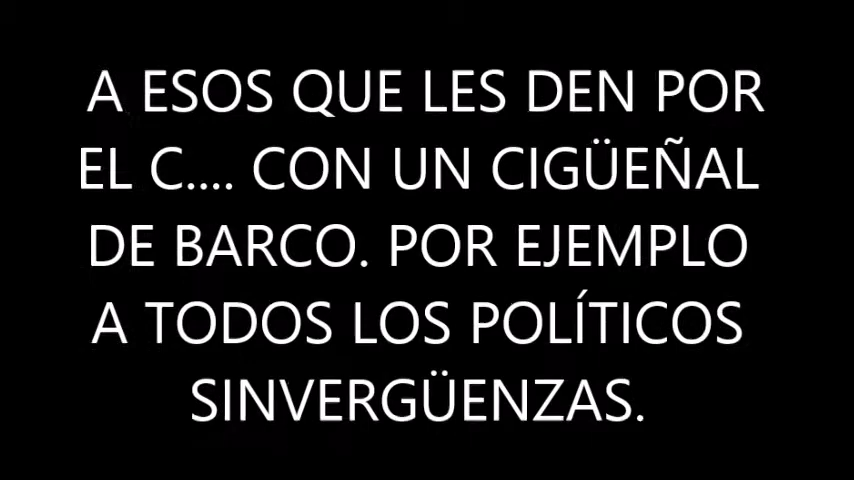 A ESOS QUE LES DEN POR
EL C.... CON UN CIGÜEÑAL
DE BARCO. POR EJEMPLO
A TODOS LOS POLÍTICOS
SINVERGÜENZAS.